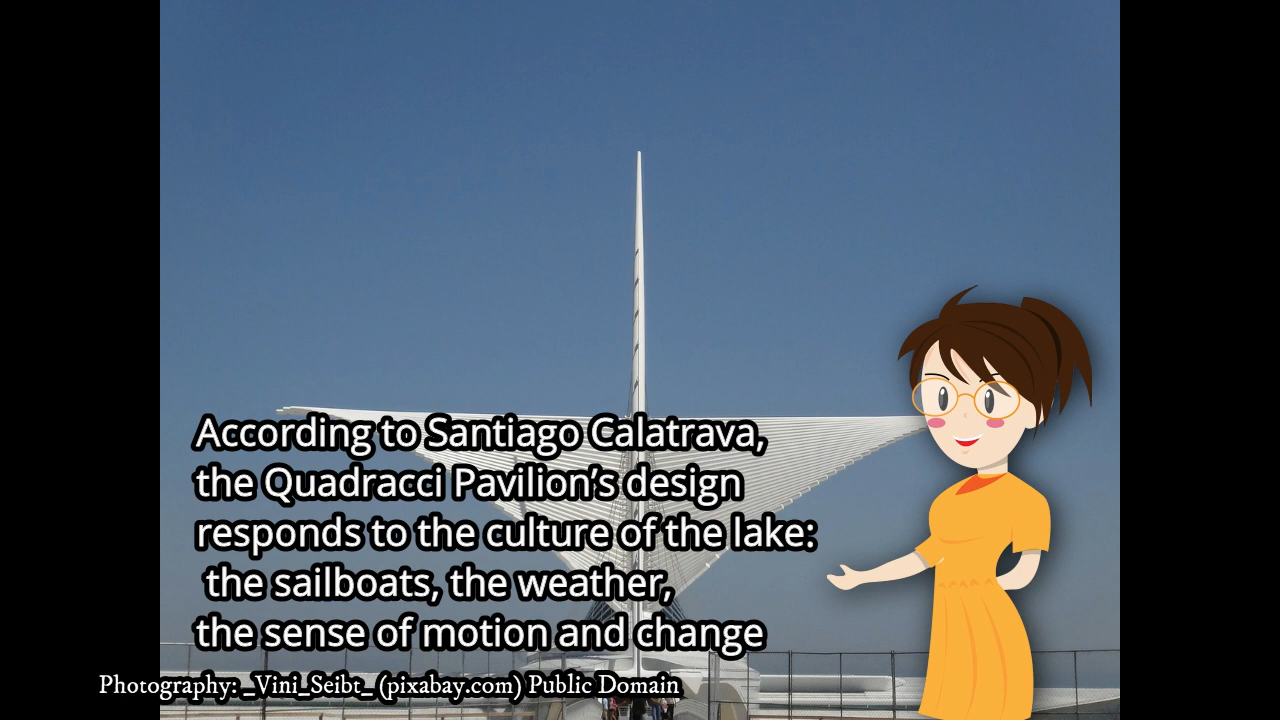 According to Santiago Calatrava,
the Quadracci Pavilion’s design
responds to the culture of the lake:
the sailboats, the weather,
the sense of motion and change
Photography: _Vini_Seibt_ (pixabay.com) Public Domain